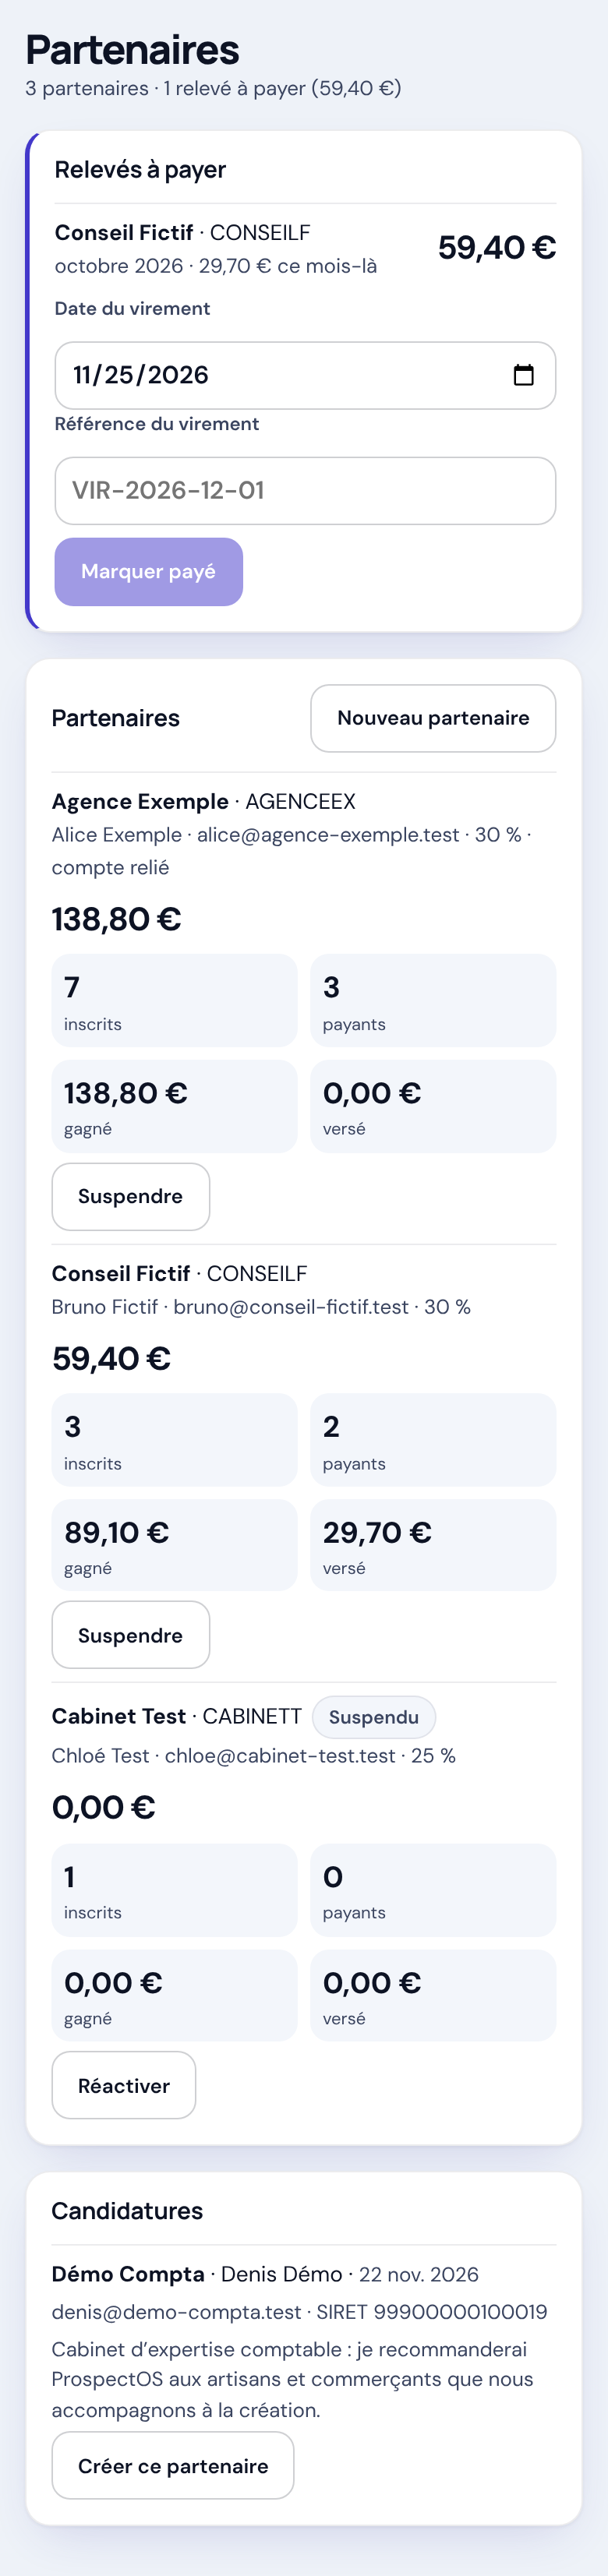 Partenaires
3 partenaires · 1 relevé à payer (59,40 €)
Relevés à payer
Conseil Fictif · CONSEILF
59,40 €
octobre 2026 · 29,70 € ce mois-là
Date du virement
11/25/2026
Référence du virement
VIR-2026-12-01
Marquer payé
Partenaires
Nouveau partenaire
Agence Exemple · AGENCEEX
Alice Exemple · alice@agence-exemple.test · 30 % ·
compte relié
138,80 €
7
3
inscrits
payants
138,80 €
0,00 €
gagné
versé
Suspendre
Conseil Fictif · CONSEILF
Bruno Fictif · bruno@conseil-fictif.test · 30 %
59,40 €
3
2
inscrits
payants
89,10 €
29,70 €
gagné
versé
Suspendre
Cabinet Test · CABINETT Suspendu
Chloé Test · chloe@cabinet-test.test · 25 %
0,00 €
1
0
inscrits
payants
0,00 €
0,00 €
gagné
versé
Réactiver
Candidatures
Démo Compta · Denis Démo · 22 nov. 2026
denis@demo-compta.test · SIRET 99900000100019
Cabinet d’expertise comptable : je recommanderai
ProspectOS aux artisans et commerçants que nous
accompagnons à la création.
Créer ce partenaire